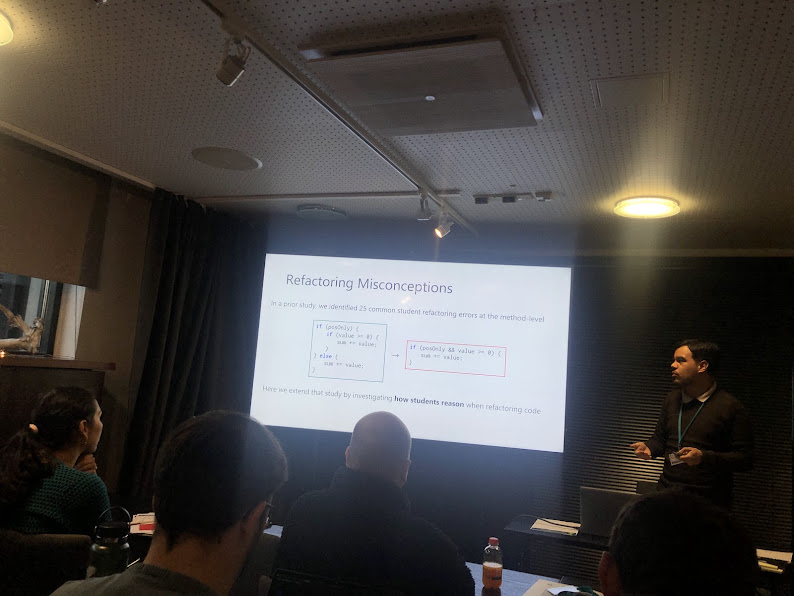 Refactoring Misconceptions
In a prior study, we identified 25 common student refactoring errors at the method-level
if (posOnly) {
if (value >= 0) {
sum += value;
}
} else {
sum += value;
}
→
if (posOnly && value >= 0) {
sum += value;
}
Here we extend that study by investigating how students reason when refactoring code